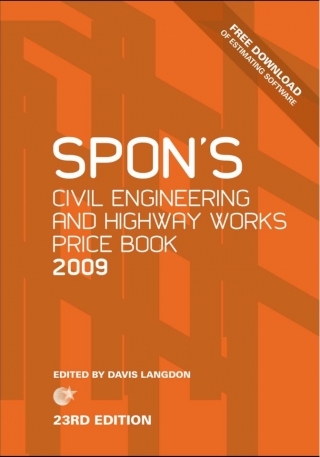 FREE DOWNLOAD
OF ESTIMATING SOFTWARE
SPON'S
CIVIL ENGINEERING
AND HIGHWAY WORKS
PRICE BOOK
2009
EDITED BY DAVIS LANGDON
23RD EDITION